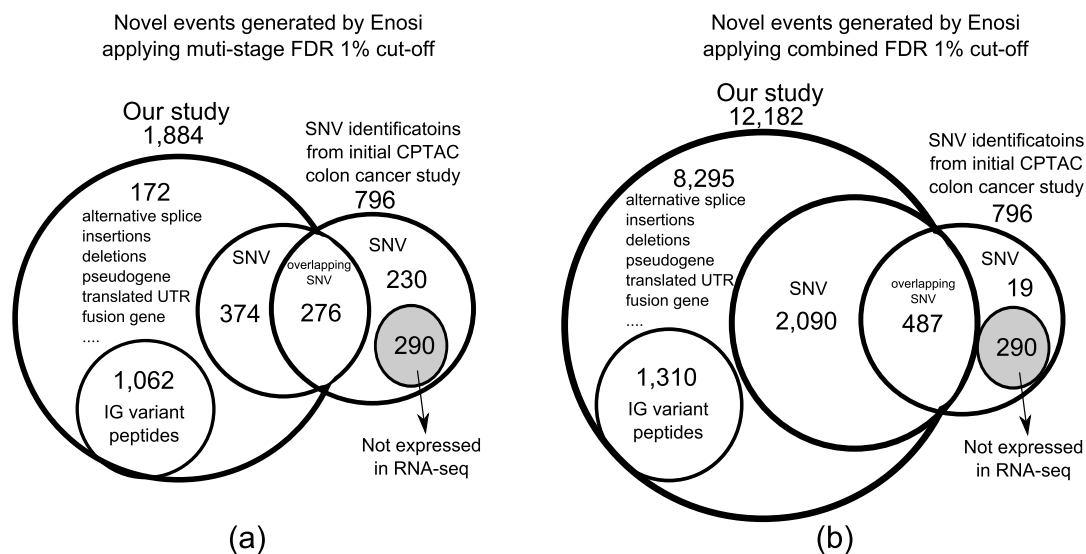 Novel events generated by Enosi
applying muti-stage FDR 1% cut-off
Our study
1,884
SNV identificatoins
from initial CPTAC
colon cancer study
796
172
alternative splice
insertions
deletions
pseudogene
translated UTR
fusion gene
....
SNV
374
overlapping
SNV
276
SNV
230
290
1,062
IG variant
peptides
Not expressed
in RNA-seq
(a)
Novel events generated by Enosi
applying combined FDR 1% cut-off
Our study
12,182
SNV identificatoins
from initial CPTAC
colon cancer study
796
8,295
alternative splice
insertions
deletions
pseudogene
translated UTR
fusion gene
....
SNV
2,090
overlapping
SNV
487
SNV
19
290
1,310
IG variant
peptides
Not expressed
in RNA-seq
(b)